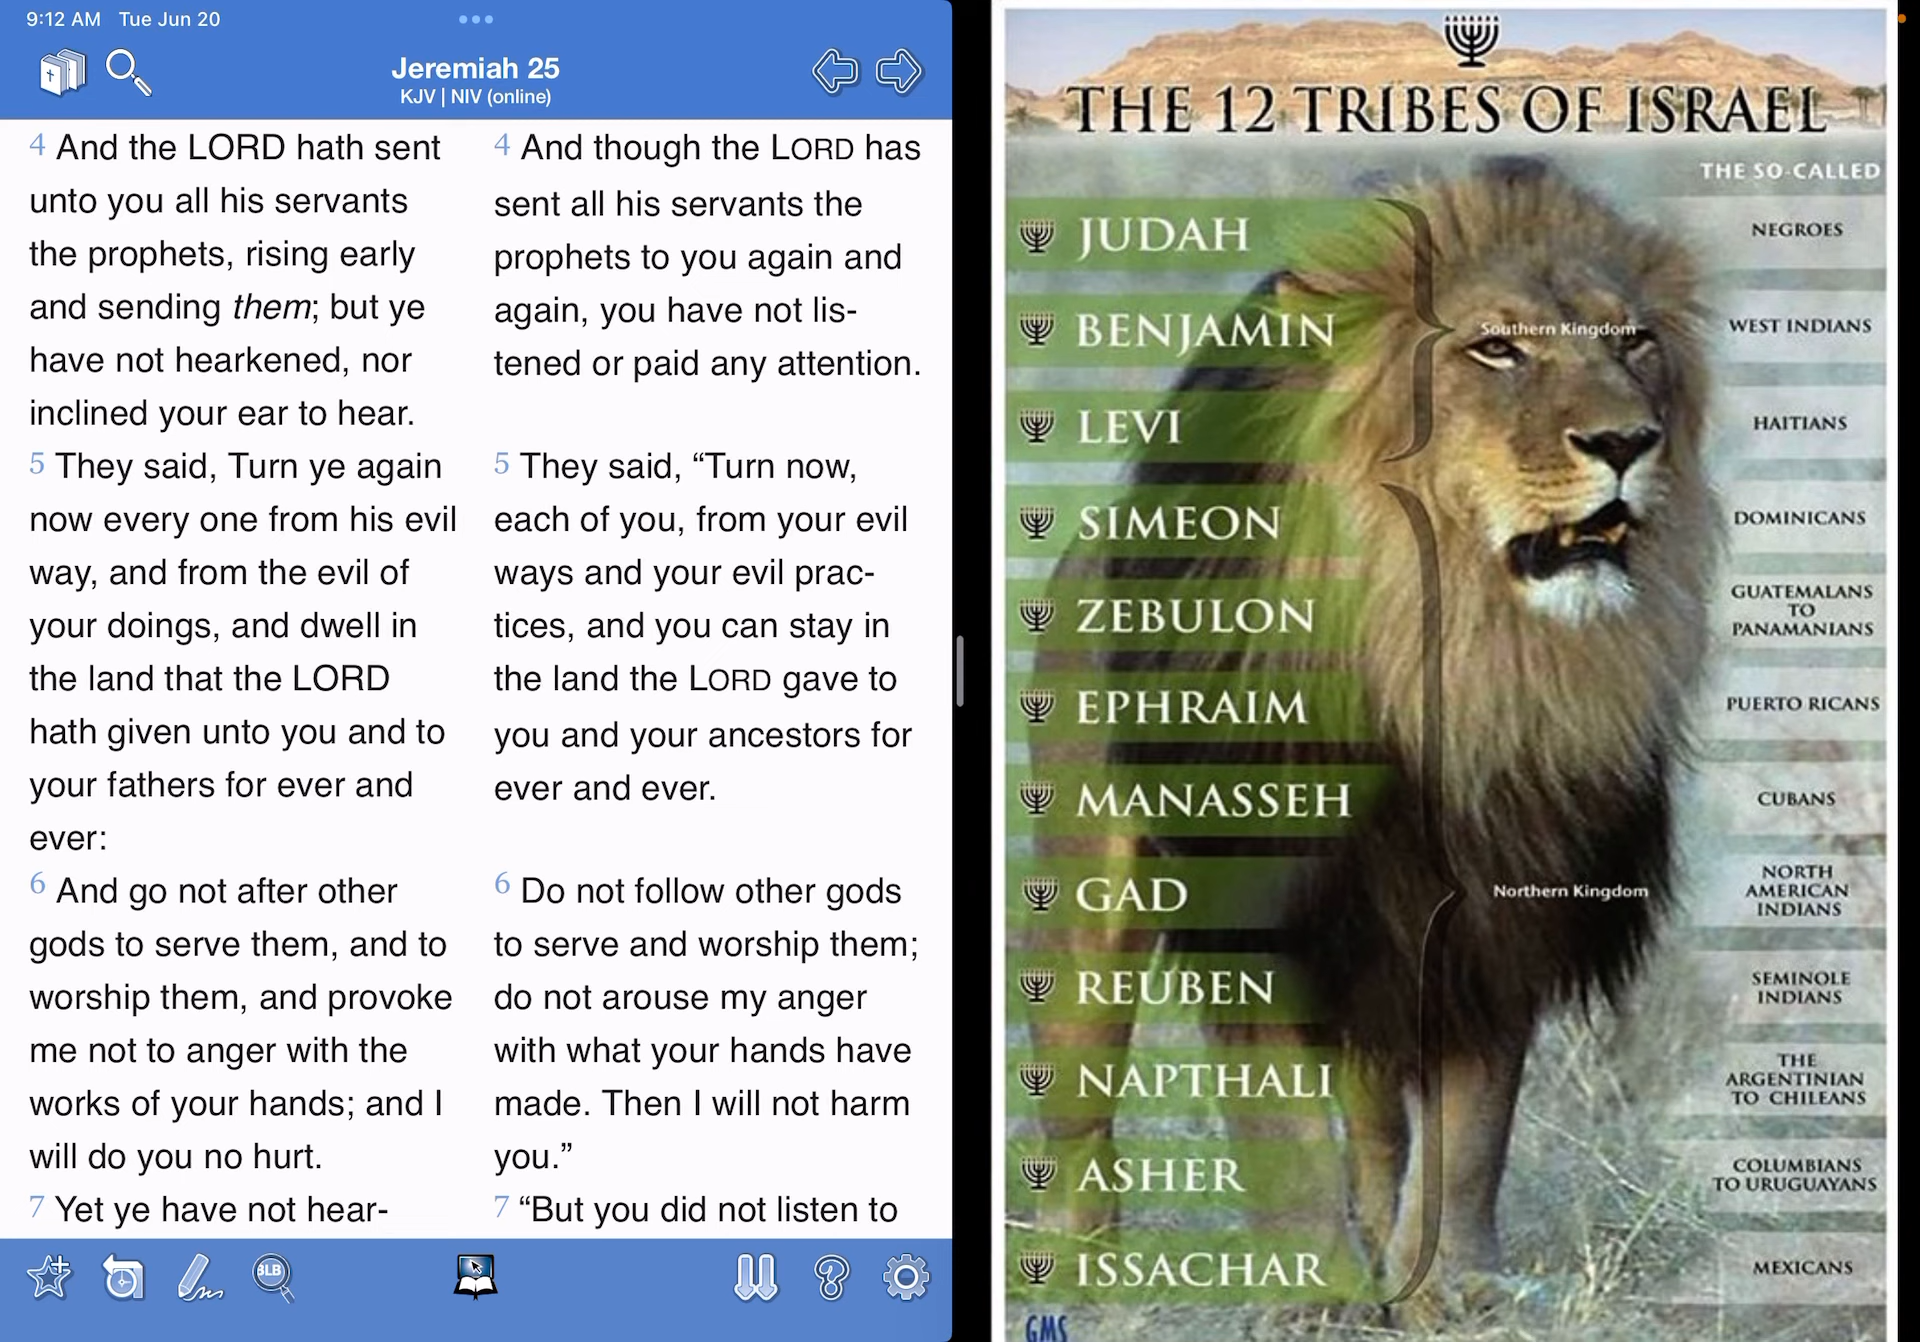 9:12 AM Tue Jun 20
Jeremiah 25
KJV | NIV (online)
4 And the LORD hath sent
unto you all his servants
the prophets, rising early
and sending them; but ye
have not hearkened, nor
inclined your ear to hear.
5 They said, Turn ye again
now every one from his evil
way, and from the evil of
your doings, and dwell in
the land that the LORD
hath given unto you and to
your fathers for ever and
ever:
6 And go not after other
gods to serve them, and to
worship them, and provoke
me not to anger with the
works of your hands; and I
will do you no hurt.
7 Yet ye have not hear-
4 And though the LORD has
sent all his servants the
prophets to you again and
again, you have not lis-
tened or paid any attention.
5 They said, “Turn now,
each of you, from your evil
ways and your evil prac-
tices, and you can stay in
the land the LORD gave to
you and your ancestors for
ever and ever.
6 Do not follow other gods
to serve and worship them;
do not arouse my anger
with what your hands have
made. Then I will not harm
you.”
7 “But you did not listen to
BLB
THE 12 TRIBES OF ISRAEL
THE SO-CALLED
JUDAH
NEGROES
BENJAMIN
Southern Kingdom
WEST INDIANS
LEVI
HAITIANS
SIMEON
DOMINICANS
ZEBULON
GUATEMALANS
TO
PANAMANIANS
EPHRAIM
PUERTO RICANS
MANASSEH
CUBANS
GAD
Northern Kingdom
NORTH
AMERICAN
INDIANS
REUBEN
SEMINOLE
INDIANS
NAPTHALI
THE
ARGENTINIAN
TO CHILEANS
ASHER
COLUMBIANS
TO URUGUAYANS
ISSACHAR
MEXICANS
GMS